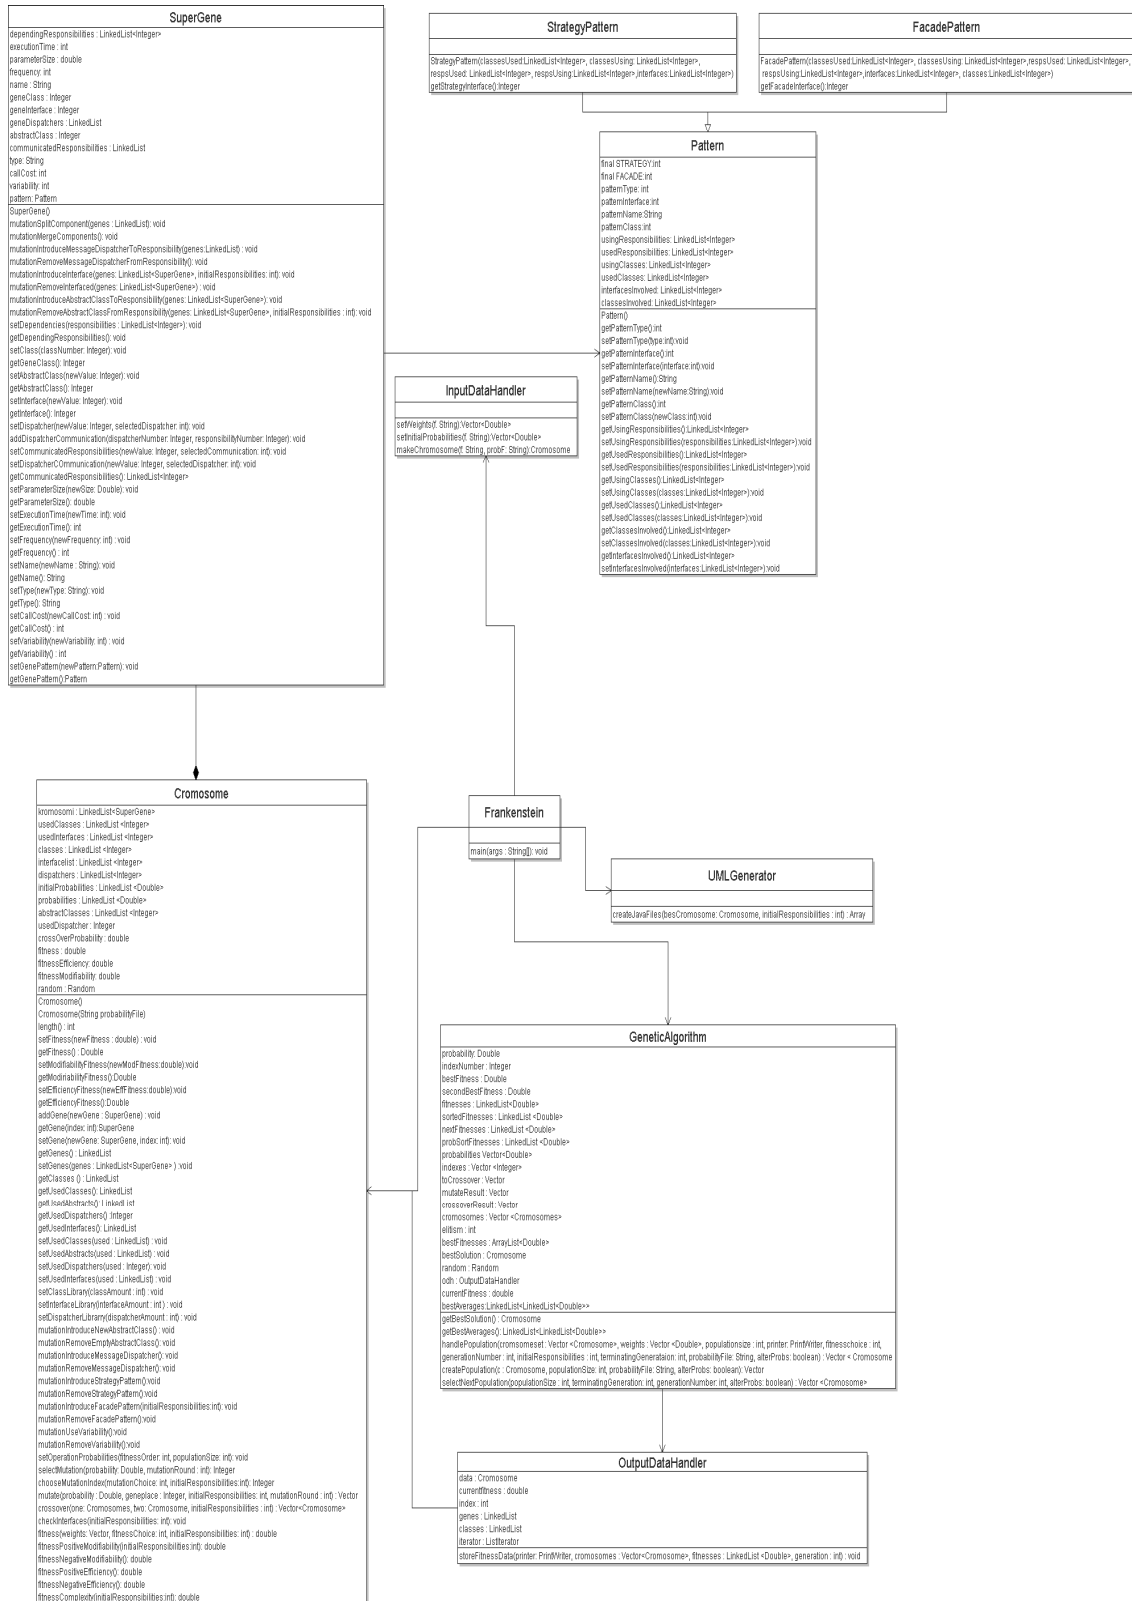 SuperGene
dependingResponsibilities : LinkedList<Integer>
executionTime : int
parameterSize : double
frequency: int
name : String
geneClass : Integer
geneInterface : Integer
geneDispatchers : LinkedList
abstractClass : Integer
communicatedResponsibilities : LinkedList
type: String
callCost: int
variability: int
pattern: Pattern
SuperGene()
mutationSplitComponent(genes : LinkedList): void
mutationMergeComponents(): void
mutationIntroduceMessageDispatcherToResponsibility(genes:LinkedList) : void
mutationRemoveMessageDispatcherFromResponsibility(): void
mutationIntroduceInterface(genes: LinkedList<SuperGene>, initialResponsibilities: int): void
mutationRemoveInterfaced(genes: LinkedList<SuperGene>) : void
mutationIntroduceAbstractClassToResponsibility(genes: LinkedList<SuperGene>): void
mutationRemoveAbstractClassFromResponsibility(genes: LinkedList<SuperGene>, initialResponsibilities : int): void
setDependencies(responsibilities : LinkedList<Integer>): void
getDependingResponsibilities(): void
setClass(classNumber: Integer): void
getGeneClass(): Integer
setAbstractClass(newValue: Integer): void
getAbstractClass(): Integer
setInterface(newValue: Integer): void
getInterface(): Integer
setDispatcher(newValue: Integer, selectedDispatcher: int): void
addDispatcherCommunication(dispatcherNumber: Integer, responsibilityNumber: Integer): void
setCommunicatedResponsibilities(newValue: Integer, selectedCommunication: int): void
setDispatcherCOmmunication(newValue: Integer, selectedDispatcher: int): void
getCommunicatedResponsibilities(): LinkedList<Integer>
setParameterSize(newSize: Double): void
getParameterSize(): double
setExecutionTime(newTime: int): void
getExecutionTime(): int
setFrequency(newFrequency: int) : void
getFrequency() : int
setName(newName : String): void
getName(): String
setType(newType: String): void
getType(): String
setCallCost(newCallCost: int) : void
getCallCost() : int
setVariability(newVariability: int) : void
getVariability() : int
setGenePattern(newPattern:Pattern): void
getGenePattern():Pattern
StrategyPattern
StrategyPattern(classesUsed:LinkedList<Integer>, classesUsing: LinkedList<Integer>,
respsUsed: LinkedList<Integer>, respsUsing:LinkedList<Integer>,interfaces:LinkedList<Integer>)
getStrategyInterface():Integer
FacadePattern
FacadePattern(classesUsed:LinkedList<Integer>, classesUsing: LinkedList<Integer>,respsUsed: LinkedList<Integer>,
respsUsing:LinkedList<Integer>,interfaces:LinkedList<Integer>, classes:LinkedList<Integer>)
getFacadeInterface():Integer
Pattern
final STRATEGY:int
final FACADE:int
patternType: int
patternInterface:int
patternName:String
patternClass:int
usingResponsibilities: LinkedList<Integer>
usedResponsibilities: LinkedList<Integer>
usingClasses: LinkedList<Integer>
usedClasses: LinkedList<Integer>
interfacesInvolved: LinkedList<Integer>
classesInvolved: LinkedList<Integer>
Pattern()
getPatternType():int
setPatternType(type:int):void
getPatternInterface():int
setPatternInterface(interface:int):void
getPatternName():String
setPatternName(newName:String):void
getPatternClass():int
setPatternClass(newClass:int):void
getUsingResponsibilities():LinkedList<Integer>
setUsingResponsibilities(responsibilities:LinkedList<Integer>):void
getUsedResponsibilities():LinkedList<Integer>
setUsedResponsibilities(responsibilities:LinkedList<Integer>):void
getUsingClasses():LinkedList<Integer>
setUsingClasses(classes:LinkedList<Integer>):void
getUsedClasses():LinkedList<Integer>
setUsedClasses(classes:LinkedList<Integer>):void
getClassesInvolved():LinkedList<Integer>
setClassesInvolved(classes:LinkedList<Integer>):void
getInterfacesInvolved():LinkedList<Integer>
setInterfacesInvolved(interfaces:LinkedList<Integer>):void
InputDataHandler
setWeights(f: String):Vector<Double>
setInitialProbabilities(f: String):Vector<Double>
makeChromosome(f: String, probF: String):Cromosome
Frankenstein
main(args : String[]): void
UMLGenerator
createJavaFiles(besCromosome: Cromosome, initialResponsibilities : int) : Array
Cromosome
kromosomi : LinkedList<SuperGene>
usedClasses : LinkedList <Integer>
usedInterfaces : LinkedList <Integer>
classes : LinkedList <Integer>
interfacelist : LinkedList <Integer>
dispatchers : LinkedList <Integer>
initialProbabilities : LinkedList <Double>
probabilities : LinkedList <Double>
abstractClasses : LinkedList <Integer>
usedDispatcher : Integer
crossOverProbability : double
fitness : double
fitnessEfficiency: double
fitnessModifiability: double
random : Random
Cromosome()
Cromosome(String probabilityFile)
length() : int
setFitness(newFitness : double) : void
getFitness() : Double
setModifiabilityFitness(newModFitness:double):void
getModifiabilityFitness():Double
setEfficiencyFitness(newEffFitness:double):void
getEfficiencyFitness():Double
addGene(newGene : SuperGene) : void
getGene(index: int):SuperGene
setGene(newGene: SuperGene, index: int): void
getGenes() : LinkedList
setGenes(genes : LinkedList<SuperGene> ) :void
getClasses () : LinkedList
getUsedClasses(): LinkedList
getUsedAbstracts(): LinkedList
getUsedDispatchers() :Integer
getUsedInterfaces(): LinkedList
setUsedClasses(used : LinkedList) : void
setUsedAbstracts(used : LinkedList) : void
setUsedDispatchers(used : Integer): void
setUsedInterfaces(used : LinkedList) : void
setClassLibrary(classAmount : int) : void
setInterfaceLibrary(interfaceAmount : int ) : void
setDispatcherLibrarry(dispatcherAmount : int) : void
mutationIntroduceNewAbstractClass() : void
mutationRemoveEmptyAbstractClass() : void
mutationIntroduceMessageDispatcher() : void
mutationRemoveMessageDispatcher(): void
mutationIntroduceStrategyPattern():void
mutationRemoveStrategyPattern(): void
mutationIntroduceFacadePattern(initialResponsibilities:int): void
mutationRemoveFacadePattern():void
mutationUseVariability():void
mutationRemoveVariability():void
setOperationProbabilities(fitnessOrder: int, populationSize: int): void
selectMutation(probability: Double, mutationRound : int): Integer
chooseMutationIndex(mutationChoice: int, initialResponsibilities:int): Integer
mutate(probability : Double, geneplace : Integer, initialResponsibilities: int, mutationRound : int) : Vector
crossover(one: Cromosomes, two: Cromosome, initialResponsibilities : int) : Vector<Cromosome>
checkInterfaces(initialResponsibilities: int): void
fitness(weights: Vector, fitnessChoice: int, initialResponsibilities: int) : double
fitnessPositiveModifiability(initialResponsibilities:int): double
fitnessNegativeModifiability(): double
fitnessPositiveEfficiency(): double
fitnessNegativeEfficiency(): double
fitnessComplexity(initialResponsibilities:int): double
GeneticAlgorithm
probability: Double
indexNumber : Integer
bestFitness : Double
secondBestFitness : Double
fitnesses : LinkedList<Double>
sortedFitnesses : LinkedList <Double>
nextFitnesses : LinkedList <Double>
probSortFitnesses : LinkedList <Double>
probabilities Vector<Double>
indexes : Vector <Integer>
toCrossover : Vector
mutateResult : Vector
crossoverResult : Vector
cromosomes : Vector <Cromosomes>
elitism : int
bestFitnesses : ArrayList<Double>
bestSolution : Cromosome
random : Random
odh : OutputDataHandler
currentFitness : double
bestAverages:LinkedList<LinkedList<Double>>
getBestSolution() : Cromosome
getBestAverages(): LinkedList<LinkedList<Double>>
handlePopulation(cromsomeset : Vector <Cromosome>, weights : Vector <Double>, populationsize : int, printer: PrintWriter, fitnesschoice : int,
generationNumber : int, initialResponsibilities : int, terminatingGenerataion: int, probabilityFile: String, alterProbs: boolean) : Vector < Cromosome
createPopulation(c : Cromosome, populationSize: int, probabilityFile: String, alterProbs: boolean): Vector
selectNextPopulation(populationSize : int, terminatingGeneration: int, generationNumber: int, alterProbs: boolean) : Vector <Cromosome>
OutputDataHandler
data : Cromosome
currentfitness : double
index : int
genes : LinkedList
classes : LinkedList
iterator : ListIterator
storeFitnessData(printer: PrintWriter, cromosomes : Vector<Cromosome>, fitnesses : LinkedList <Double>, generation : int) : void